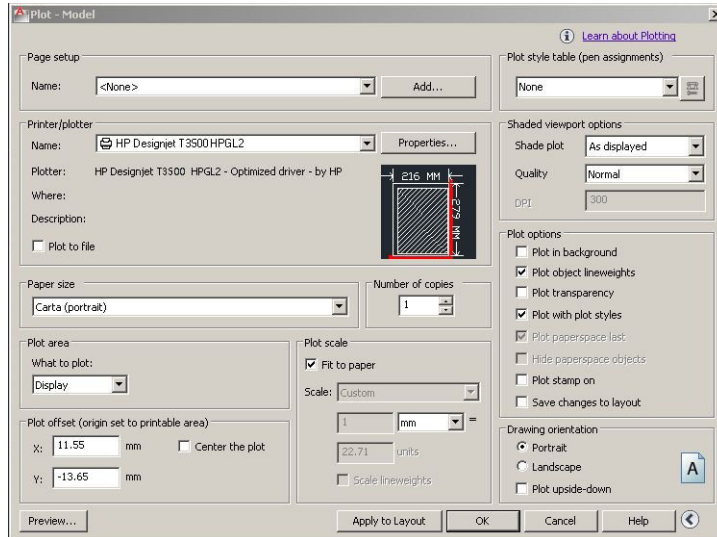 Plot - Model
Learn about Plotting
Page setup
Name: <None> Add...
Plot style table (pen assignments)
None
Printer/plotter
Name: HP Designjet T3500 HPGL2 Properties...
Plotter: HP Designjet T3500 HPGL2 - Optimized driver - by HP
Where:
Description:
Plot to file
216 MM
279 MM
Shaded viewport options
Shade plot As displayed
Quality Normal
DPI 300
Paper size
Carta (portrait)
Number of copies
1
Plot options
Plot in background
Plot object lineweights
Plot transparency
Plot with plot styles
Plot paperspace last
Hide paperspace objects
Plot stamp on
Save changes to layout
Plot area
What to plot:
Display
Plot scale
Fit to paper
Scale: Custom
1 mm =
22.71 units
Scale lineweights
Plot offset (origin set to printable area)
X: 11.55 mm Center the plot
Y: -13.65 mm
Drawing orientation
Portrait
Landscape
Plot upside-down
A
Preview... Apply to Layout OK Cancel Help